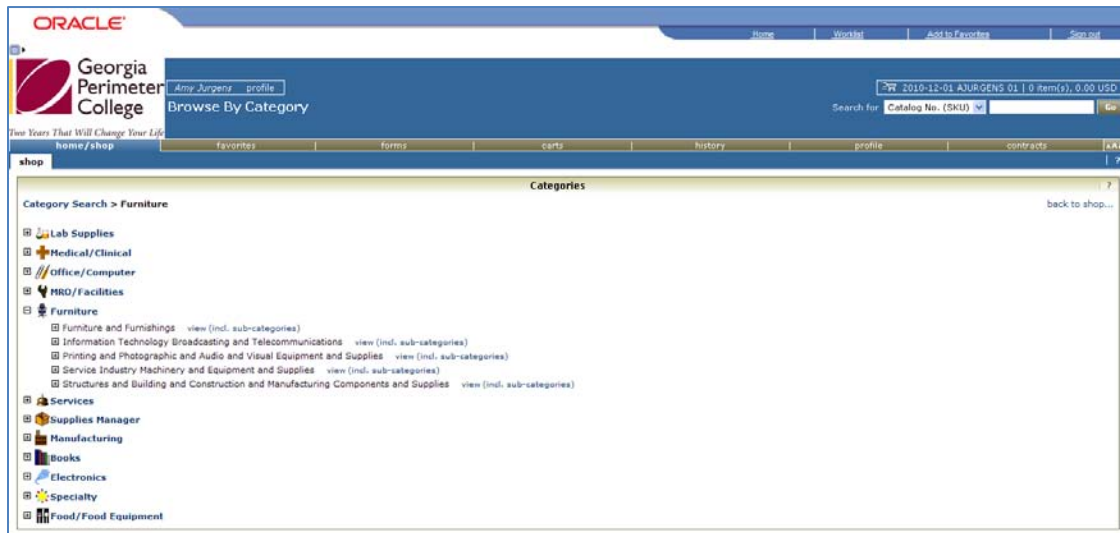 ORACLE
Home | Worklist | Add to Favorites | Sign out
Georgia
Perimeter
College
Two Years That Will Change Your Life
Amy Jurgens profile
Browse By Category
2010-12-01 AJURGENS 01 | 0 item(s), 0.00 USD
Search for Catalog No. (SKU) Go
home/shop | favorites | forms | carts | history | profile | contracts
shop
?
Categories
?
Category Search > Furniture
back to shop...
Lab Supplies
Medical/Clinical
Office/Computer
MRO/Facilities
Furniture
Furniture and Furnishings view (incl. sub-categories)
Information Technology Broadcasting and Telecommunications view (incl. sub-categories)
Printing and Photographic and Audio and Visual Equipment and Supplies view (incl. sub-categories)
Service Industry Machinery and Equipment and Supplies view (incl. sub-categories)
Structures and Building and Construction and Manufacturing Components and Supplies view (incl. sub-categories)
Services
Supplies Manager
Manufacturing
Books
Electronics
Specialty
Food/Food Equipment